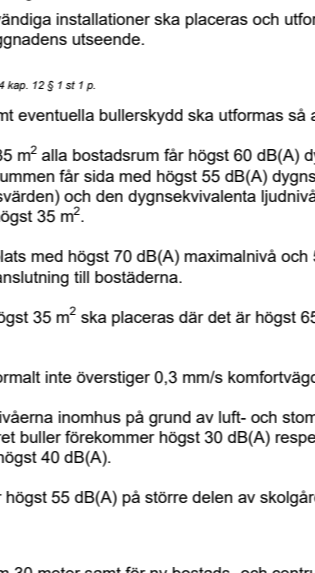 vändiga installationer ska placeras och utfor
ggnadens utseende.
4 kap. 12 § 1 st 1 p.
mt eventuella bullerskydd ska utformas så a
35 m² alla bostadsrum får högst 60 dB(A) dy
ummen får sida med högst 55 dB(A) dygns
svärden) och den dygnsekvivalenta ljudnivå
ögst 35 m².
lats med högst 70 dB(A) maximalnivå och 5
anslutning till bostäderna.
ögst 35 m² ska placeras där det är högst 65
ormalt inte överstiger 0,3 mm/s komfortvägd
ivåerna inomhus på grund av luft- och stom
ret buller förekommer högst 30 dB(A) respe
högst 40 dB(A).
r högst 55 dB(A) på större delen av skolgår
m 30 meter samt för ny bostads- och centru